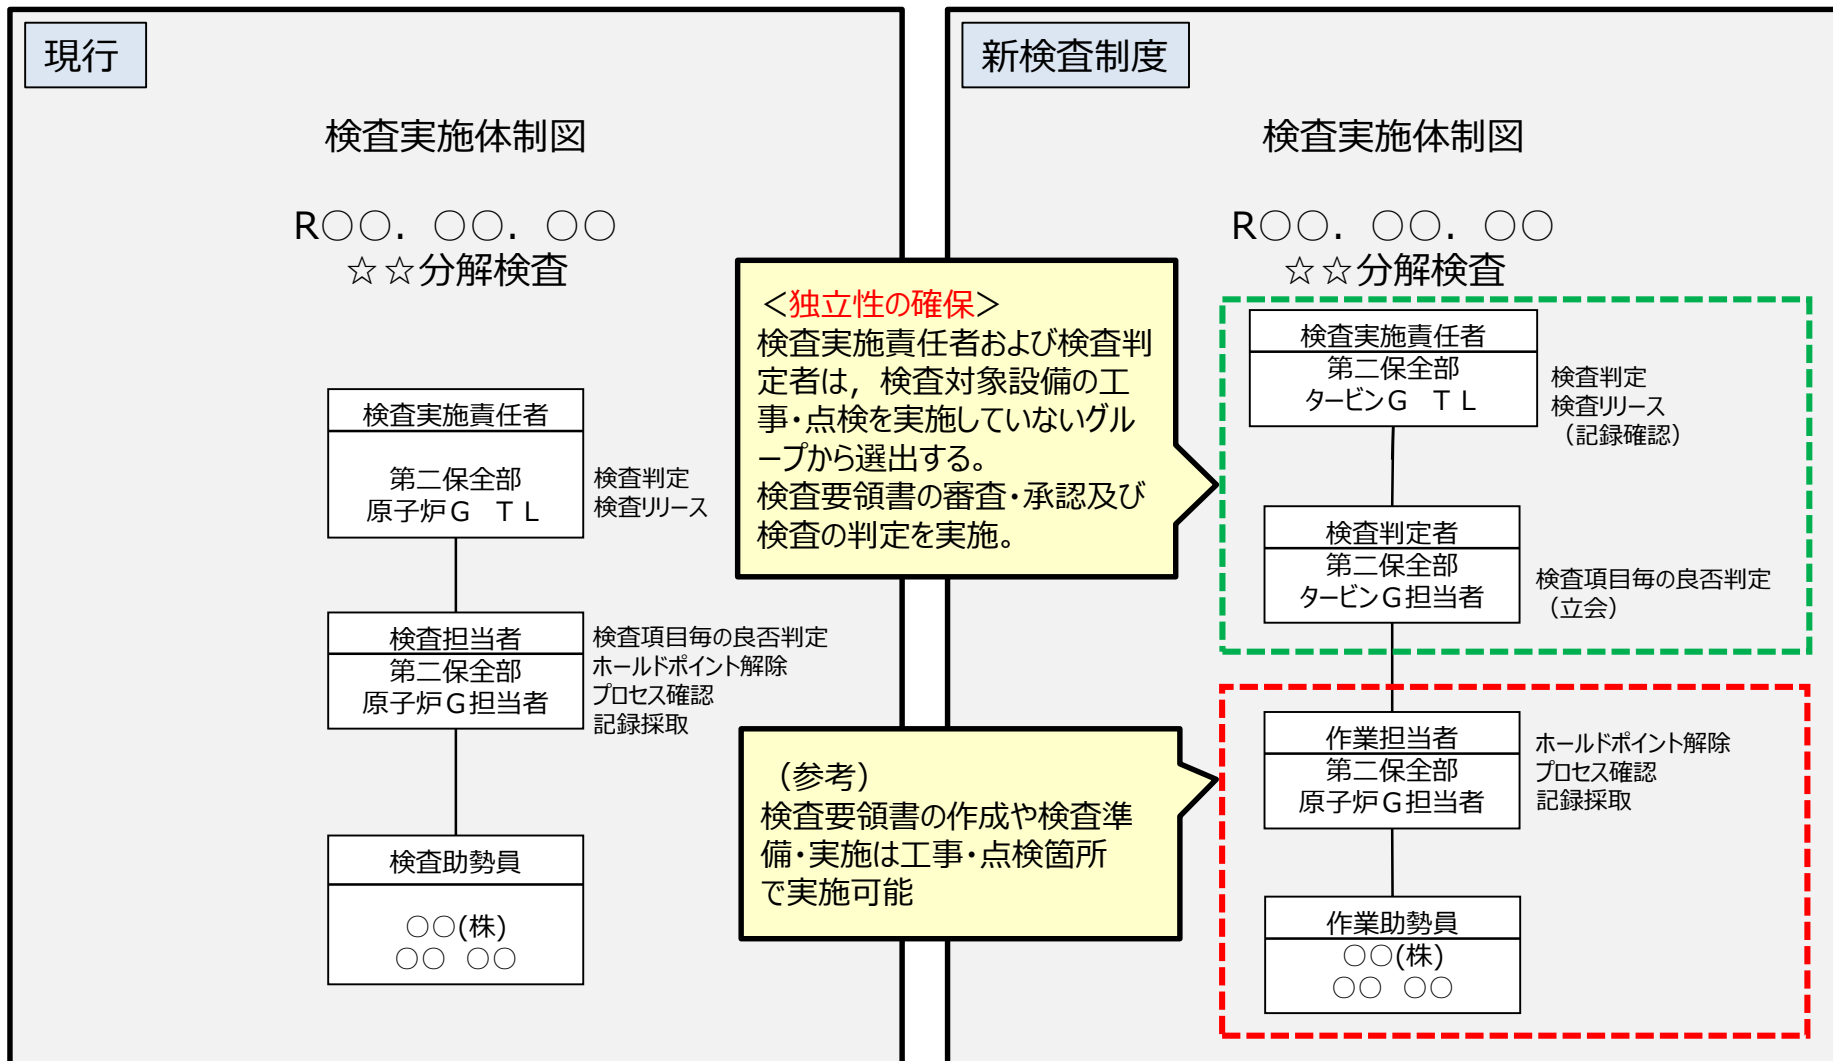 現行
検査実施体制図
R○○．○○．○○
☆☆分解検査
検査実施責任者
第二保全部
原子炉Ｇ　ＴＬ
検査判定
検査リリース
検査担当者
第二保全部
原子炉Ｇ担当者
検査項目毎の良否判定
ホールドポイント解除
プロセス確認
記録採取
検査助勢員
○○(株)
○○　○○
＜独立性の確保＞
検査実施責任者および検査判
定者は，検査対象設備の工
事・点検を実施していないグル
ープから選出する。
検査要領書の審査・承認及び
検査の判定を実施。
（参考）
検査要領書の作成や検査準
備・実施は工事・点検箇所
で実施可能
新検査制度
検査実施体制図
R○○．○○．○○
☆☆分解検査
検査実施責任者
第二保全部
タービンＧ　ＴＬ
検査判定
検査リリース
（記録確認）
検査判定者
第二保全部
タービンＧ担当者
検査項目毎の良否判定
（立会）
作業担当者
第二保全部
原子炉Ｇ担当者
ホールドポイント解除
プロセス確認
記録採取
作業助勢員
○○(株)
○○　○○